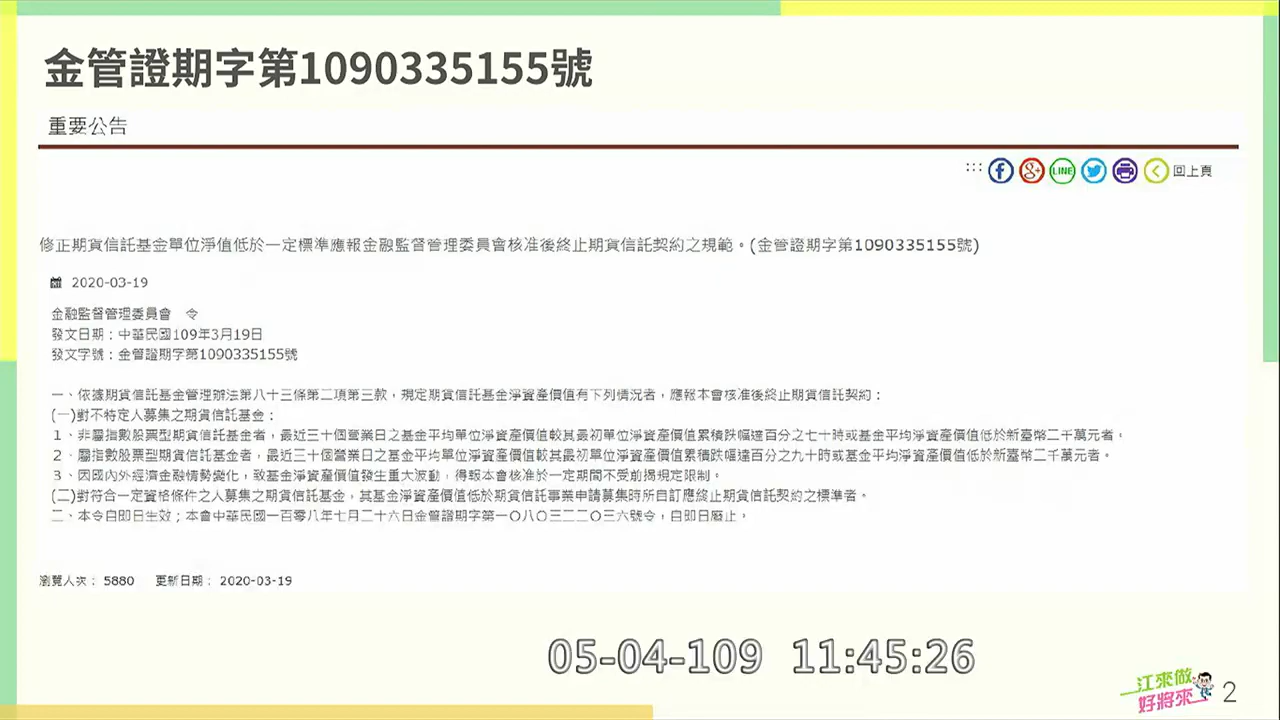 金管證期字第1090335155號
重要公告
LINE 回上頁
修正期貨信託基金單位淨值低於一定標準應報金融監督管理委員會核准後終止期貨信託契約之規範。(金管證期字第1090335155號)
2020-03-19
金融監督管理委員會 令
發文日期：中華民國109年3月19日
發文字號：金管證期字第1090335155號
一、依據期貨信託基金管理辦法第八十三條第二項第三款，規定期貨信託基金淨資產價值有下列情況者，應報本會核准後終止期貨信託契約：
(一)對不特定人募集之期貨信託基金：
1、非屬指數股票型期貨信託基金者，最近三十個營業日之基金平均單位淨資產價值較其最初單位淨資產價值累積跌幅達百分之七十時或基金平均淨資產價值低於新臺幣二千萬元者。
2、屬指數股票型期貨信託基金者，最近三十個營業日之基金平均單位淨資產價值較其最初單位淨資產價值累積跌幅達百分之九十時或基金平均淨資產價值低於新臺幣二千萬元者。
3、因國內外經濟金融情勢變化，致基金淨資產價值發生重大波動，得報本會核准於一定期間不受前揭規定限制。
(二)對符合一定資格條件之人募集之期貨信託基金，其基金淨資產價值低於期貨信託事業申請募集時所自訂應終止期貨信託契約之標準者。
二、本令自即日生效；本會中華民國一百零八年七月二十六日金管證期字第一〇八〇三二二〇三六號令，自即日廢止。
瀏覽人次： 5880 更新日期： 2020-03-19
05-04-109 11:45:26
江來做
好將來
2